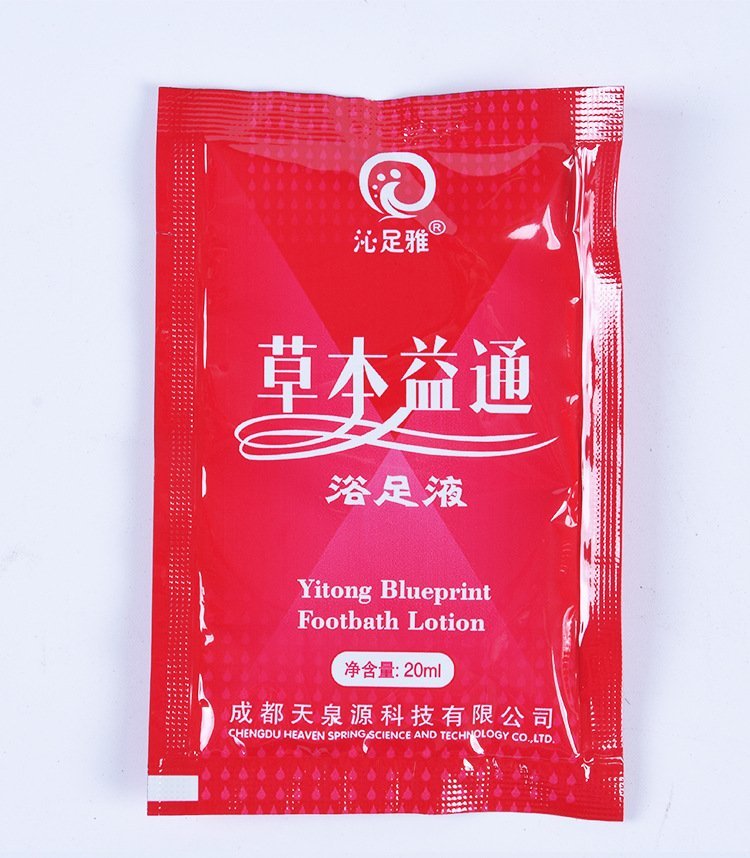 沁足雅®
草本益通
浴足液
Yitong Blueprint
Footbath Lotion
净含量: 20ml
成都天泉源科技有限公司
CHENGDU HEAVEN SPRING SCIENCE AND TECHNOLOGY CO.,LTD.